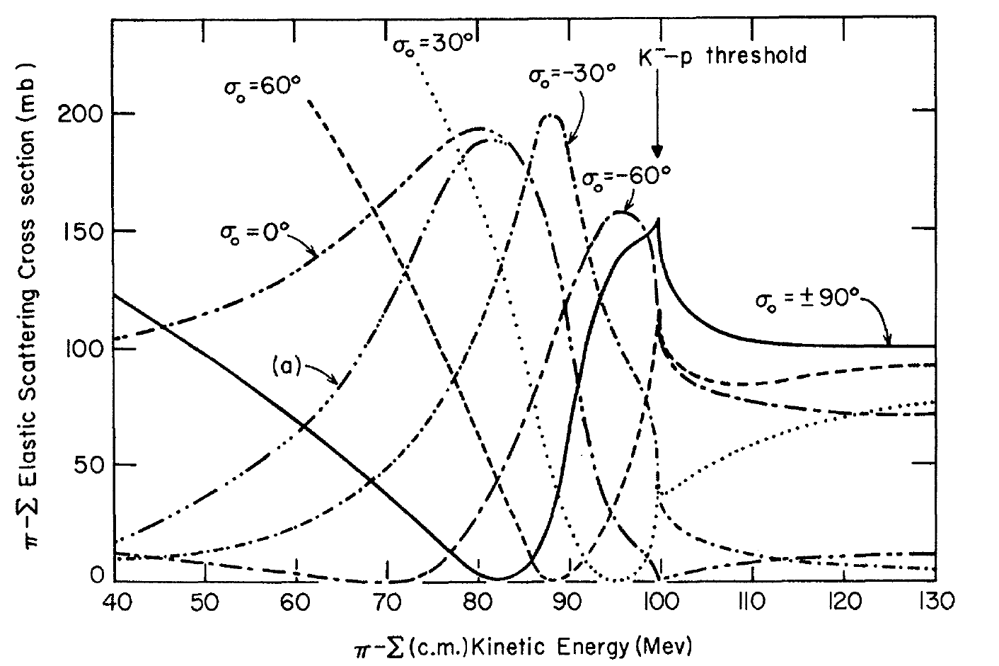 σ₀=30°
K⁻-p threshold
σ₀=-30°
σ₀=60°
200
σ₀=-60°
150
σ₀=0°
σ₀=±90°
100
(a)
50
0
40 50 60 70 80 90 100 110 120 130
π-Σ (c.m.) Kinetic Energy (Mev)
π-Σ Elastic Scattering Cross section (mb)